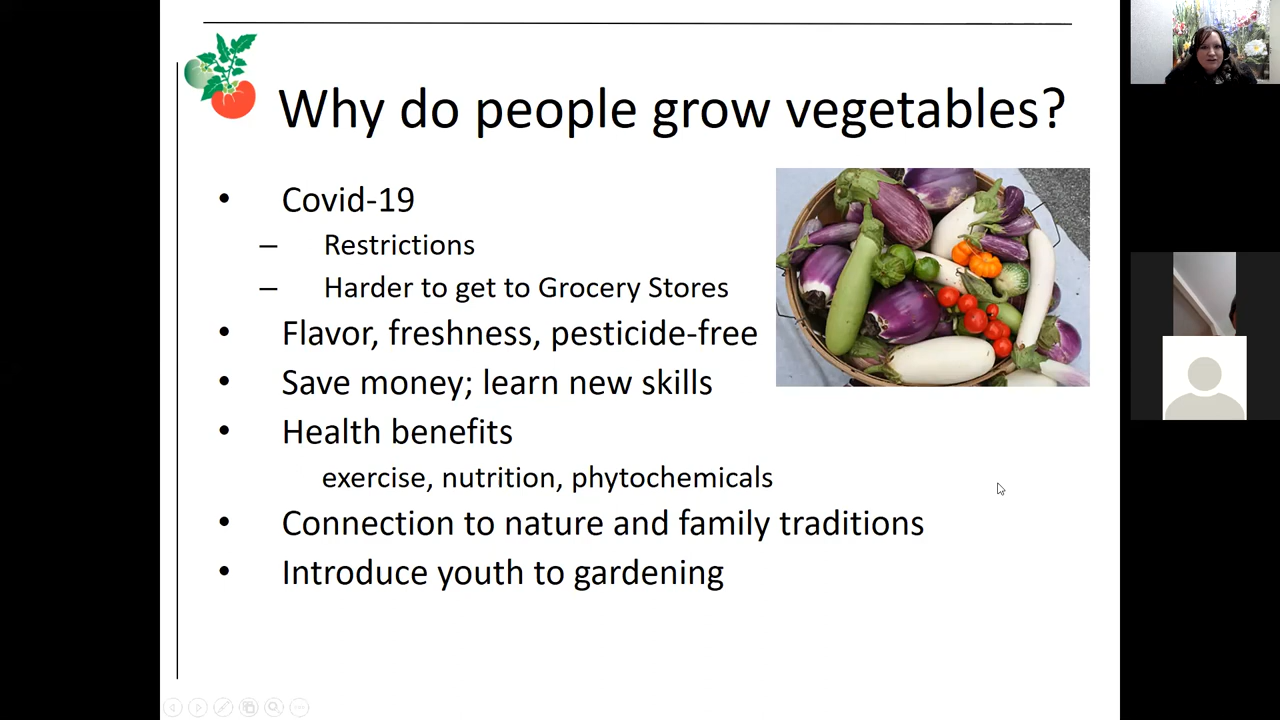 Why do people grow vegetables?
• Covid-19
– Restrictions
– Harder to get to Grocery Stores
• Flavor, freshness, pesticide-free
• Save money; learn new skills
• Health benefits
exercise, nutrition, phytochemicals
• Connection to nature and family traditions
• Introduce youth to gardening